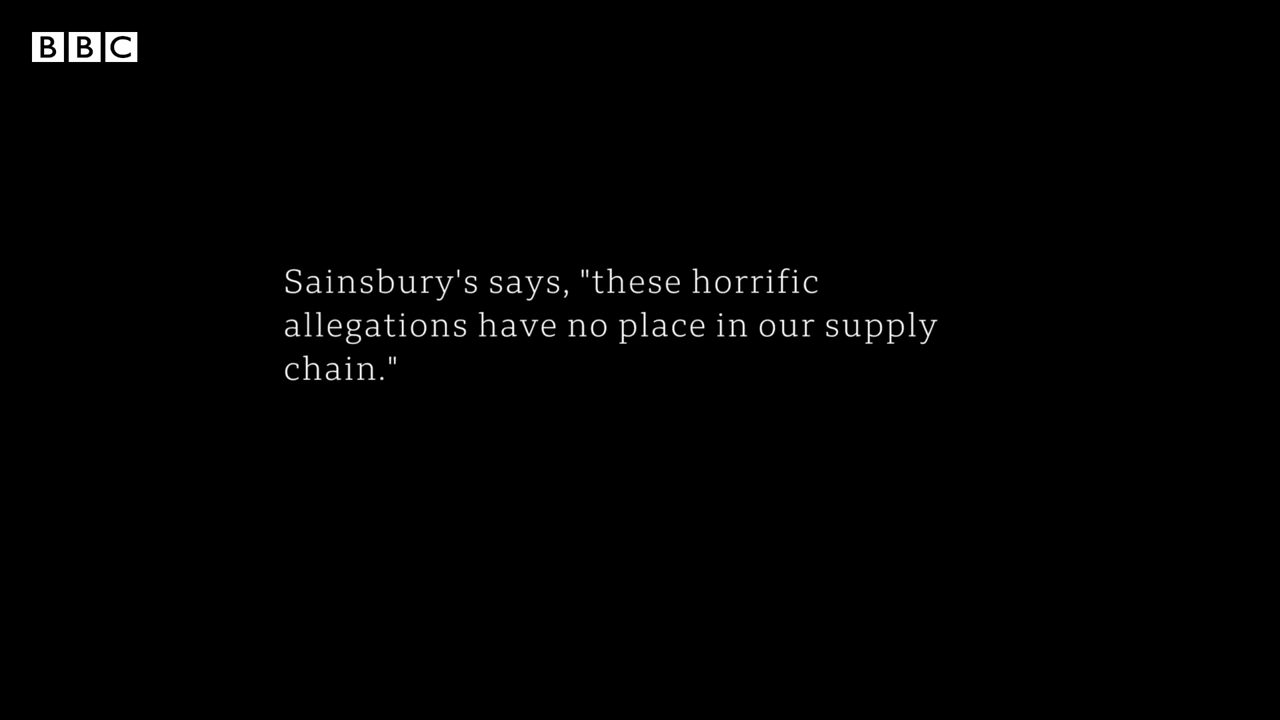 BBC
Sainsbury's says, "these horrific
allegations have no place in our supply
chain."